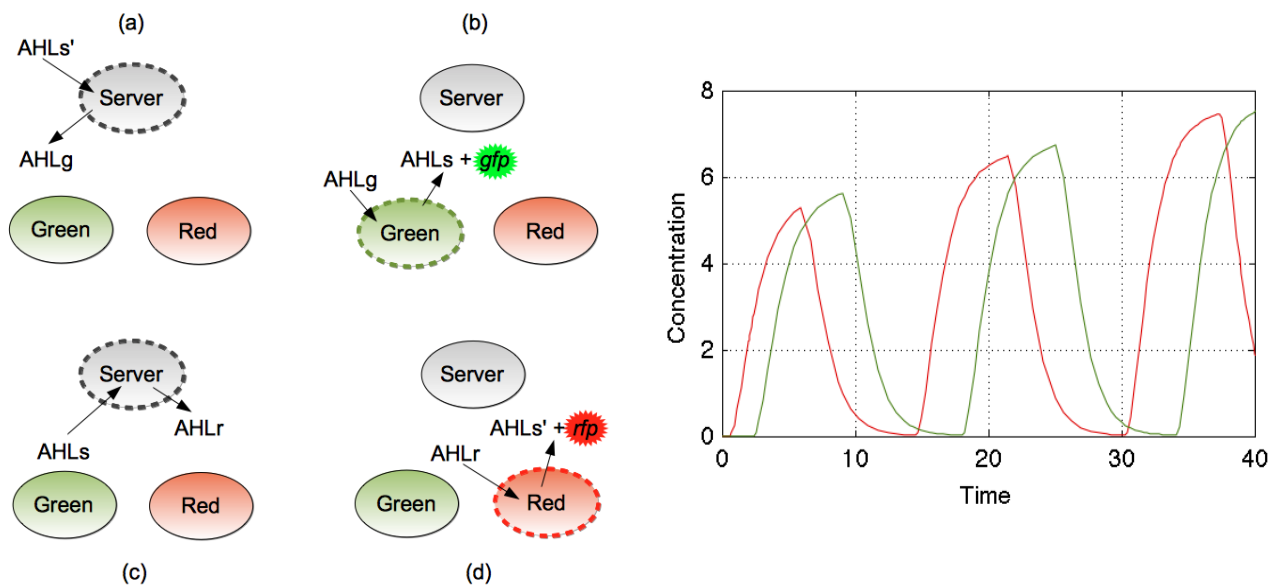 (a)
AHLs'
Server
AHLg
Green
Red
(b)
Server
AHLs + gfp
AHLg
Green
Red
Server
AHLr
AHLs
Green
Red
(c)
Server
AHLs' + rfp
AHLr
Green
Red
(d)
8
6
4
2
0
Concentration
0 10 20 30 40
Time